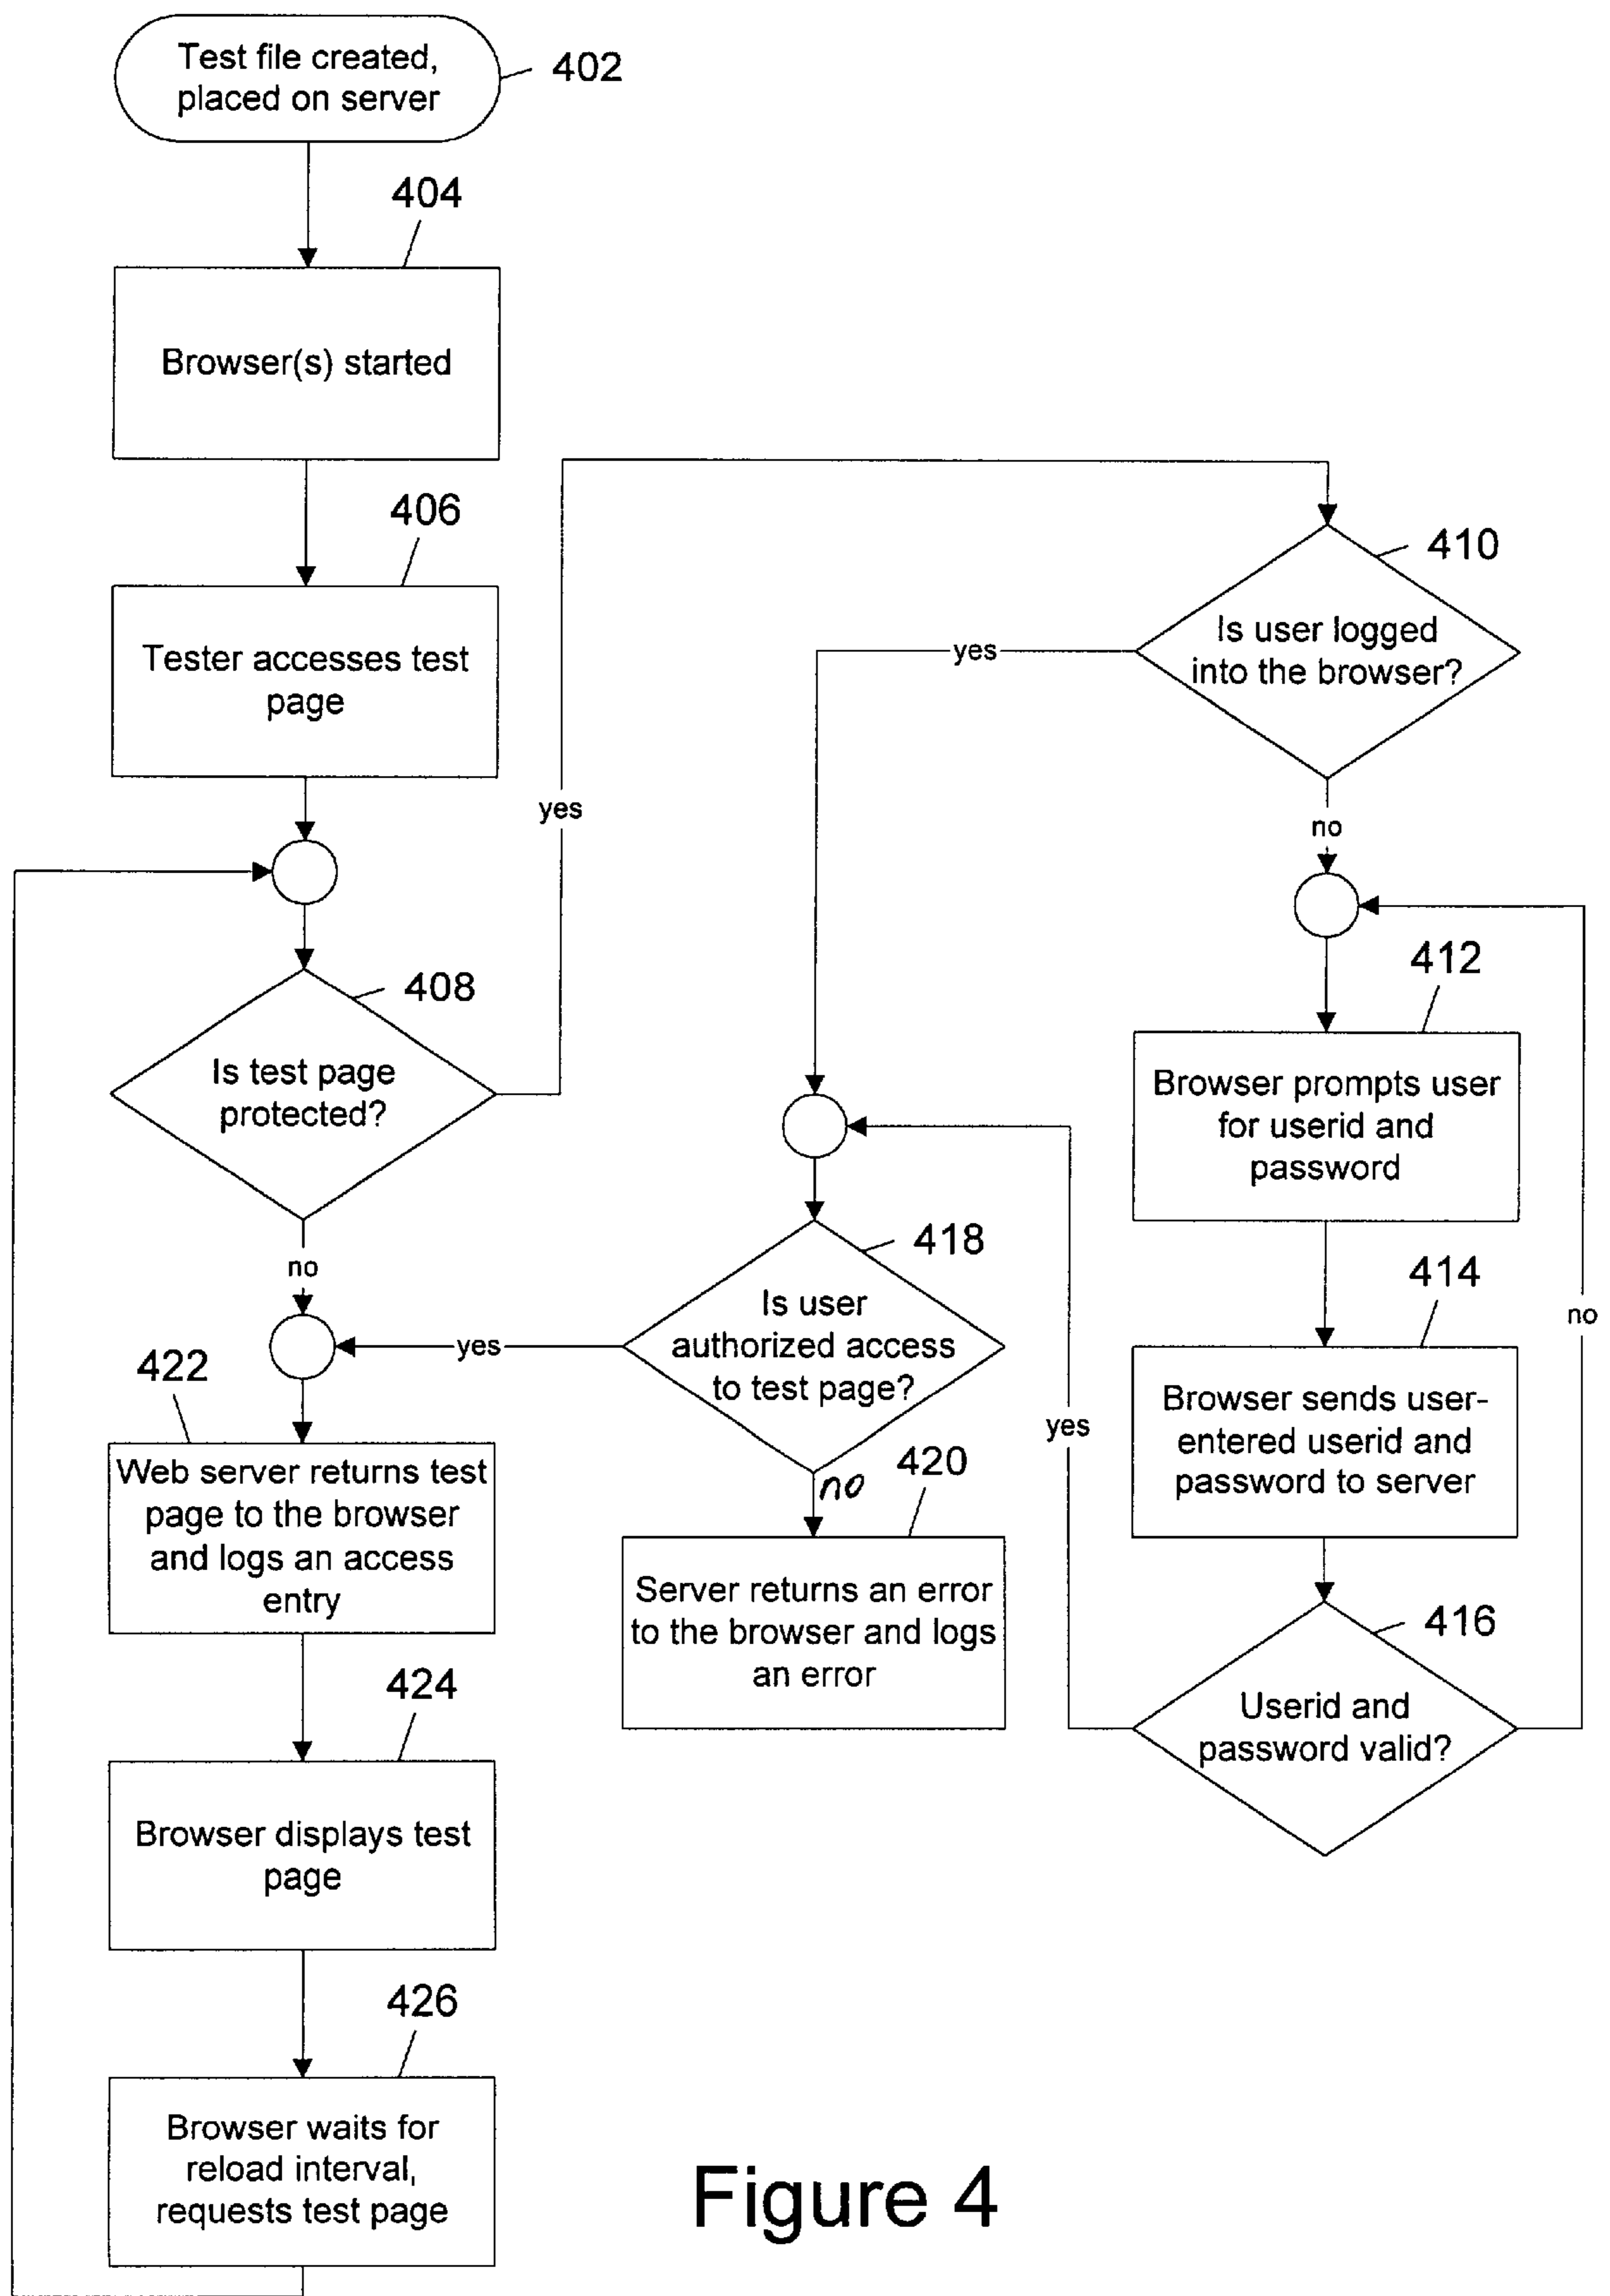 Test file created,
placed on server
402
404
Browser(s) started
406
Tester accesses test
page
yes
408
Is test page
protected?
no
410
Is user logged
into the browser?
yes
no
412
Browser prompts user
for userid and
password
414
Browser sends user-
entered userid and
password to server
no
416
Userid and
password valid?
yes
418
Is user
authorized access
to test page?
yes
no
420
Server returns an error
to the browser and logs
an error
422
Web server returns test
page to the browser
and logs an access
entry
424
Browser displays test
page
426
Browser waits for
reload interval,
requests test page
Figure 4